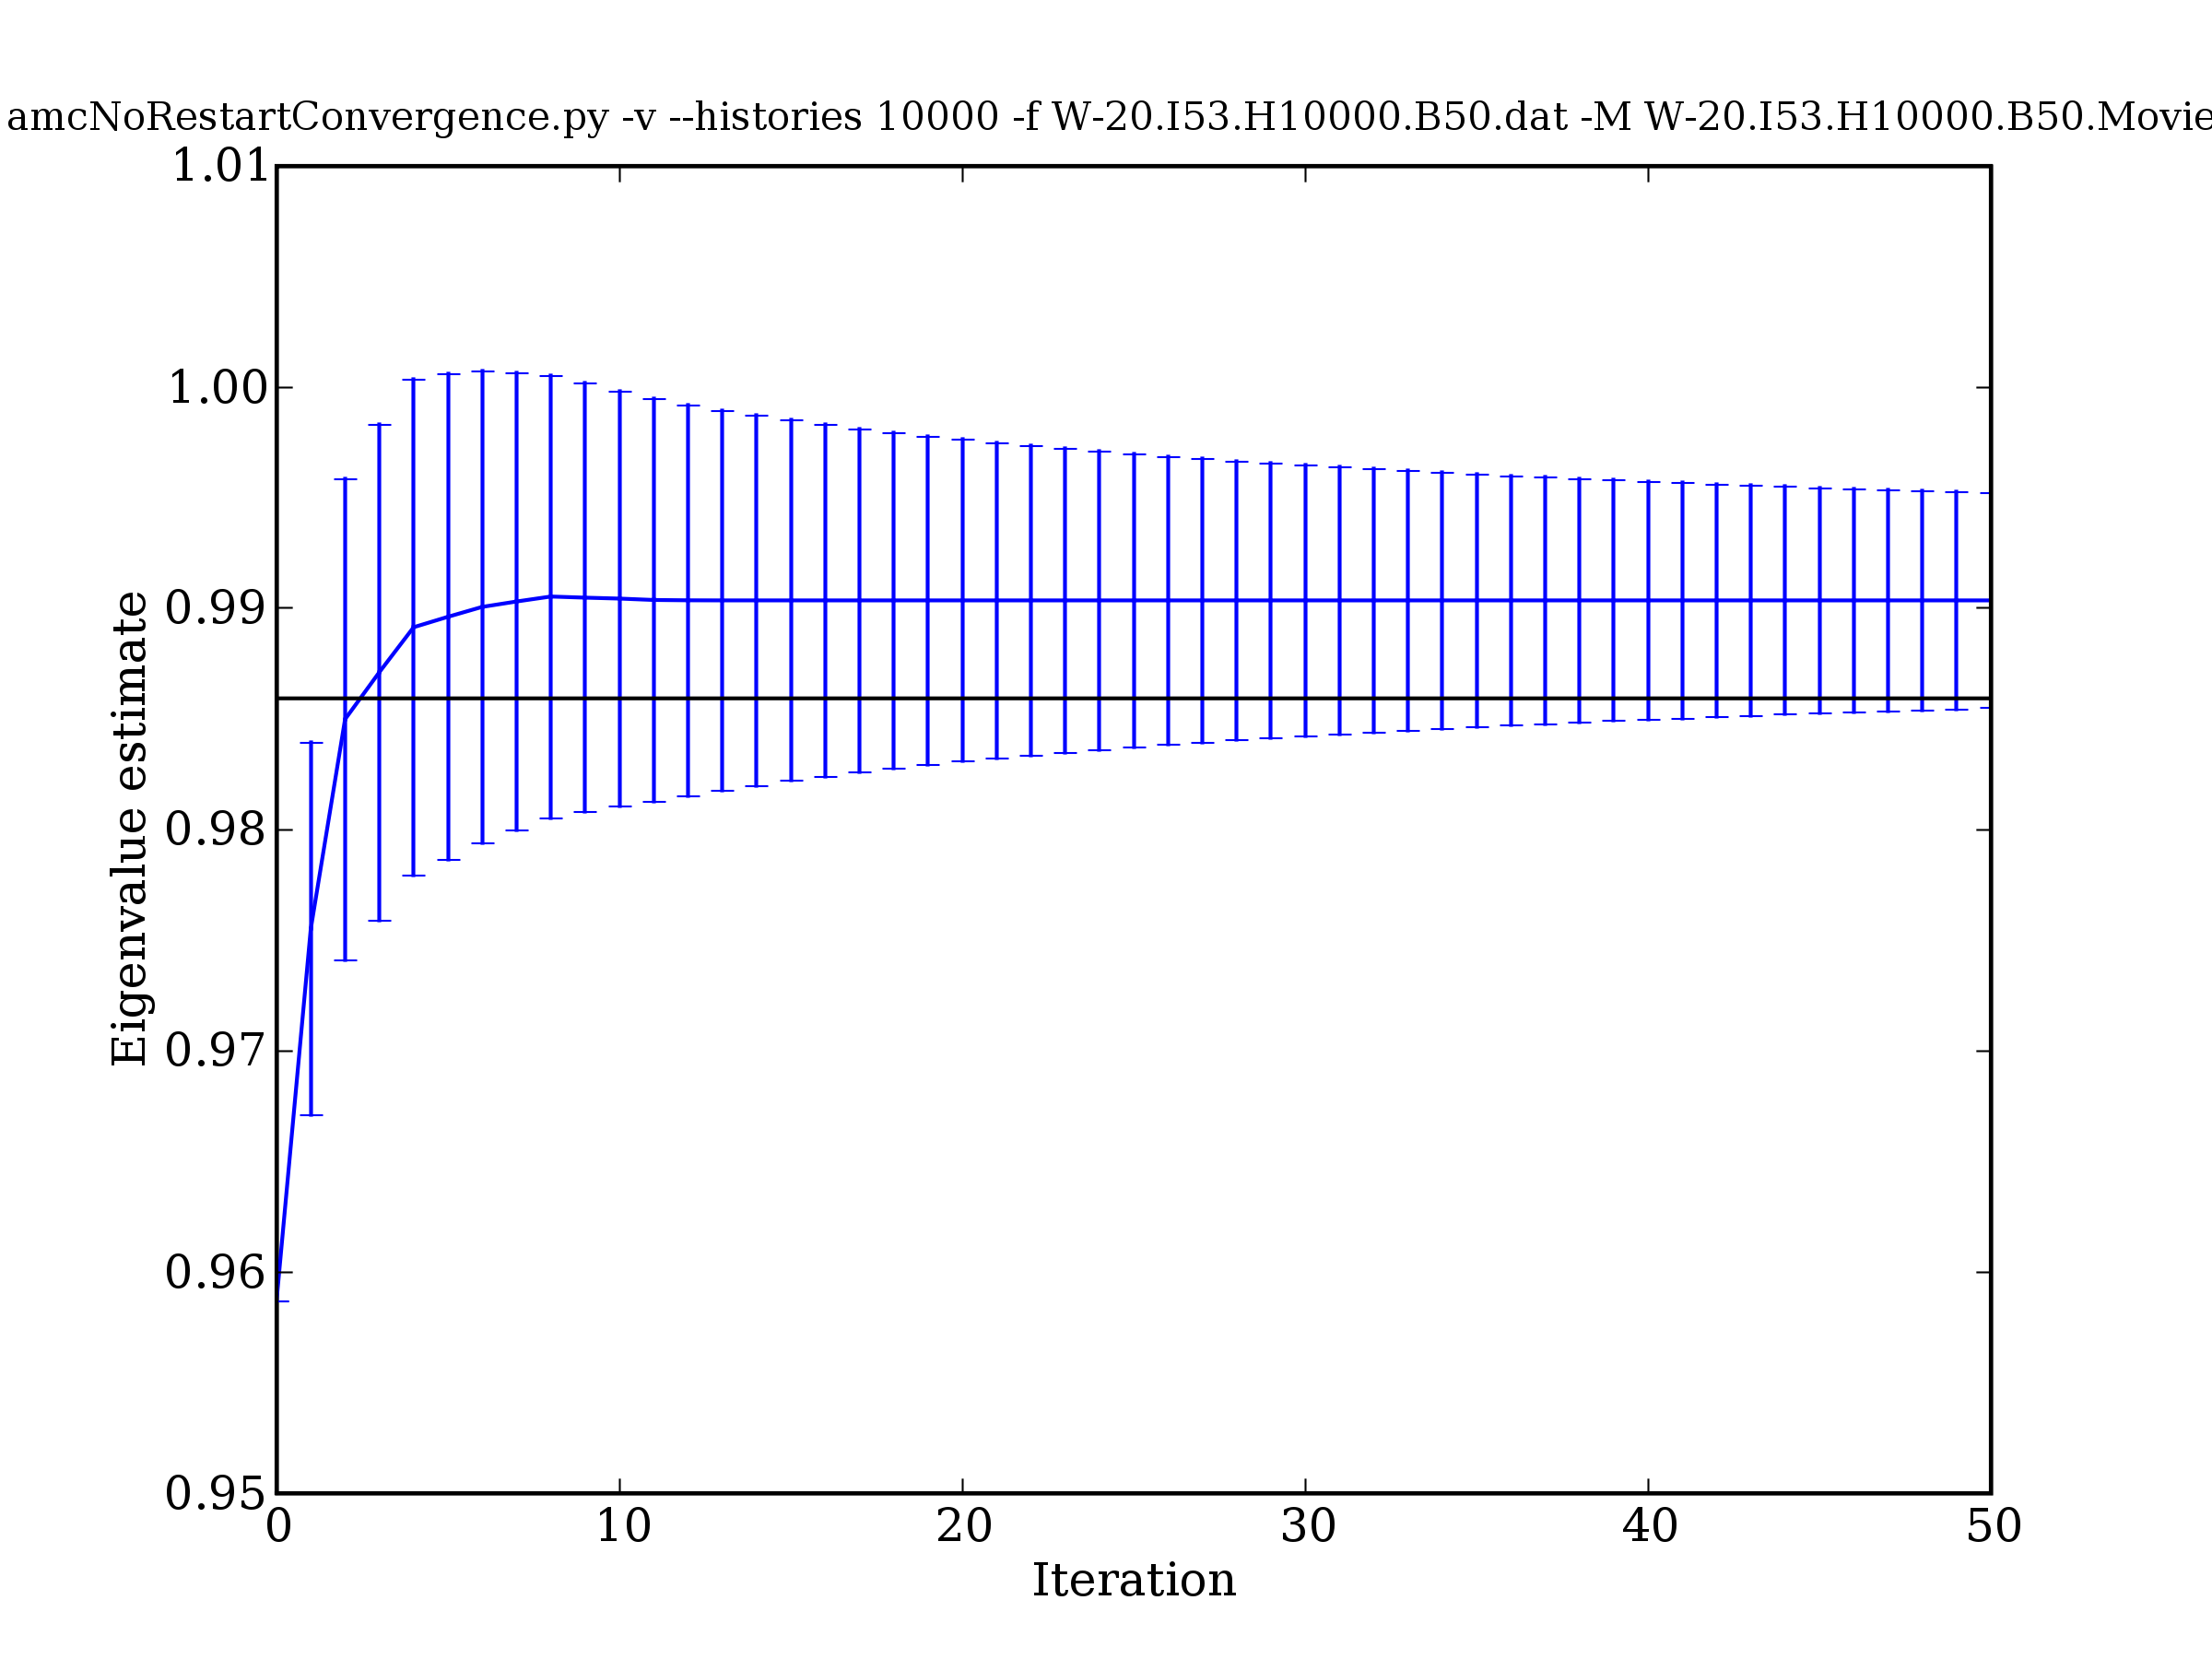 amcNoRestartConvergence.py -v --histories 10000 -f W-20.I53.H10000.B50.dat -M W-20.I53.H10000.B50.Movie
1.01
1.00
0.99
0.98
0.97
0.96
0.95
Eigenvalue estimate
0 10 20 30 40 50
Iteration